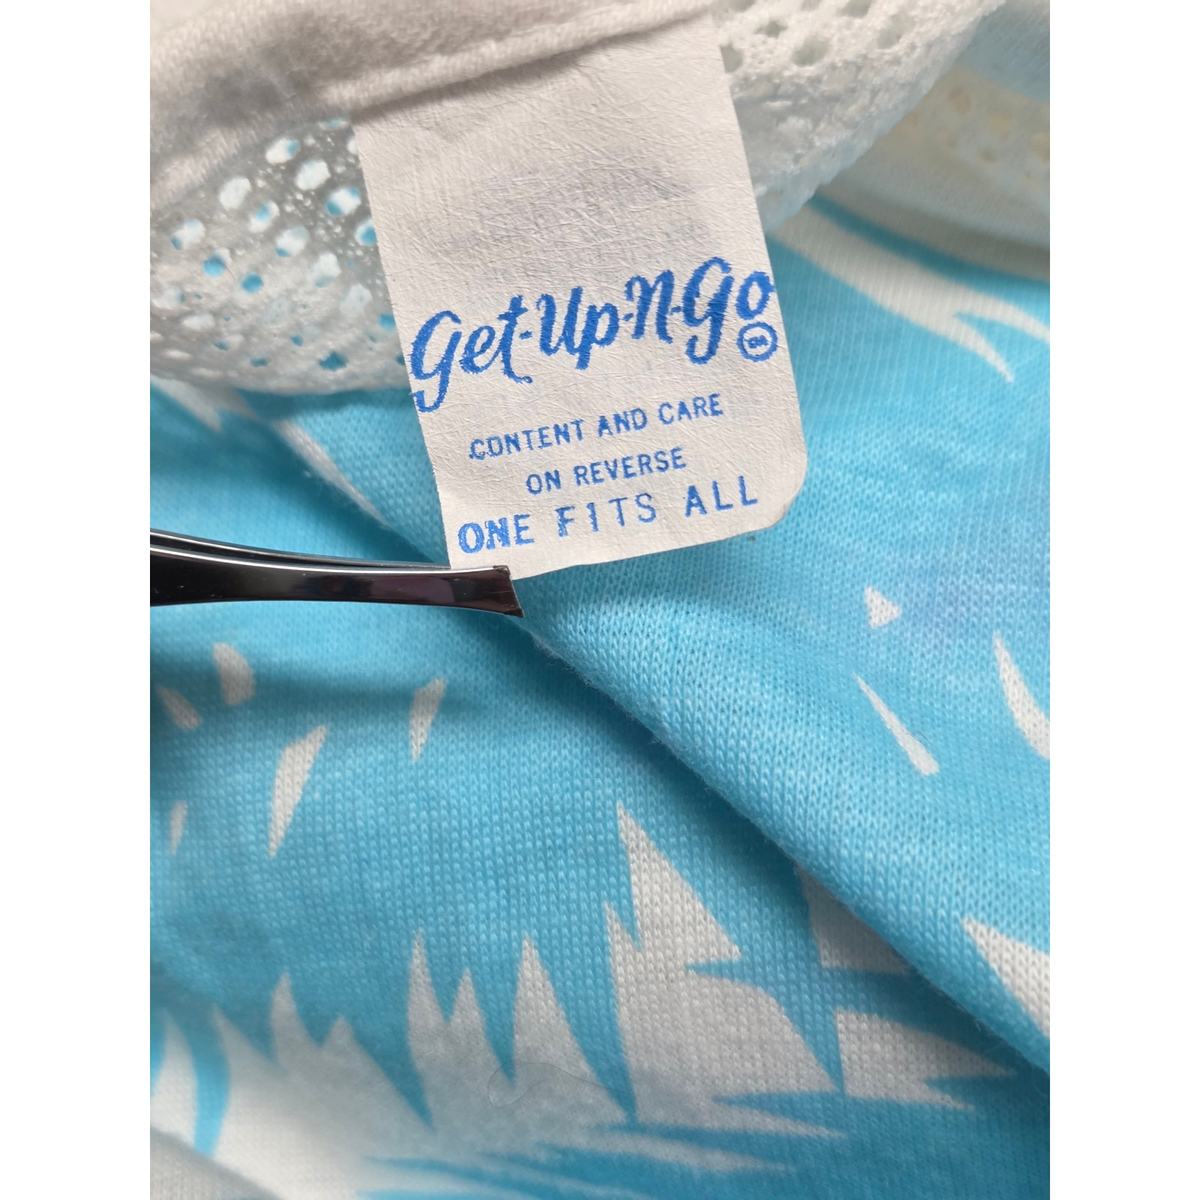 Get-Up-N-Go
CONTENT AND CARE
ON REVERSE
ONE FITS ALL